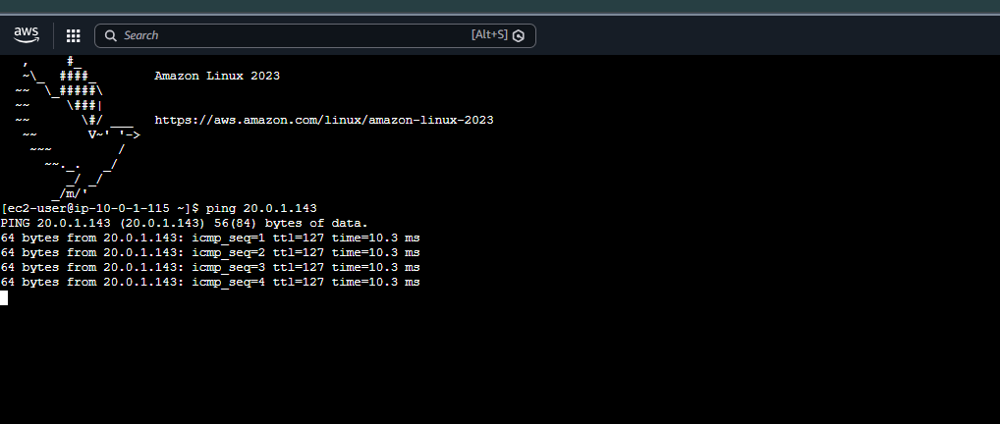 aws
Search
[Alt+S]
   ,     #_
   ~\_  ####_        Amazon Linux 2023
  ~~  \_#####\
  ~~     \###|
  ~~       \#/ ___   https://aws.amazon.com/linux/amazon-linux-2023
   ~~       V~' '->
    ~~~         /
      ~~._.   _/
         _/ _/
       _/m/'
[ec2-user@ip-10-0-1-115 ~]$ ping 20.0.1.143
PING 20.0.1.143 (20.0.1.143) 56(84) bytes of data.
64 bytes from 20.0.1.143: icmp_seq=1 ttl=127 time=10.3 ms
64 bytes from 20.0.1.143: icmp_seq=2 ttl=127 time=10.3 ms
64 bytes from 20.0.1.143: icmp_seq=3 ttl=127 time=10.3 ms
64 bytes from 20.0.1.143: icmp_seq=4 ttl=127 time=10.3 ms